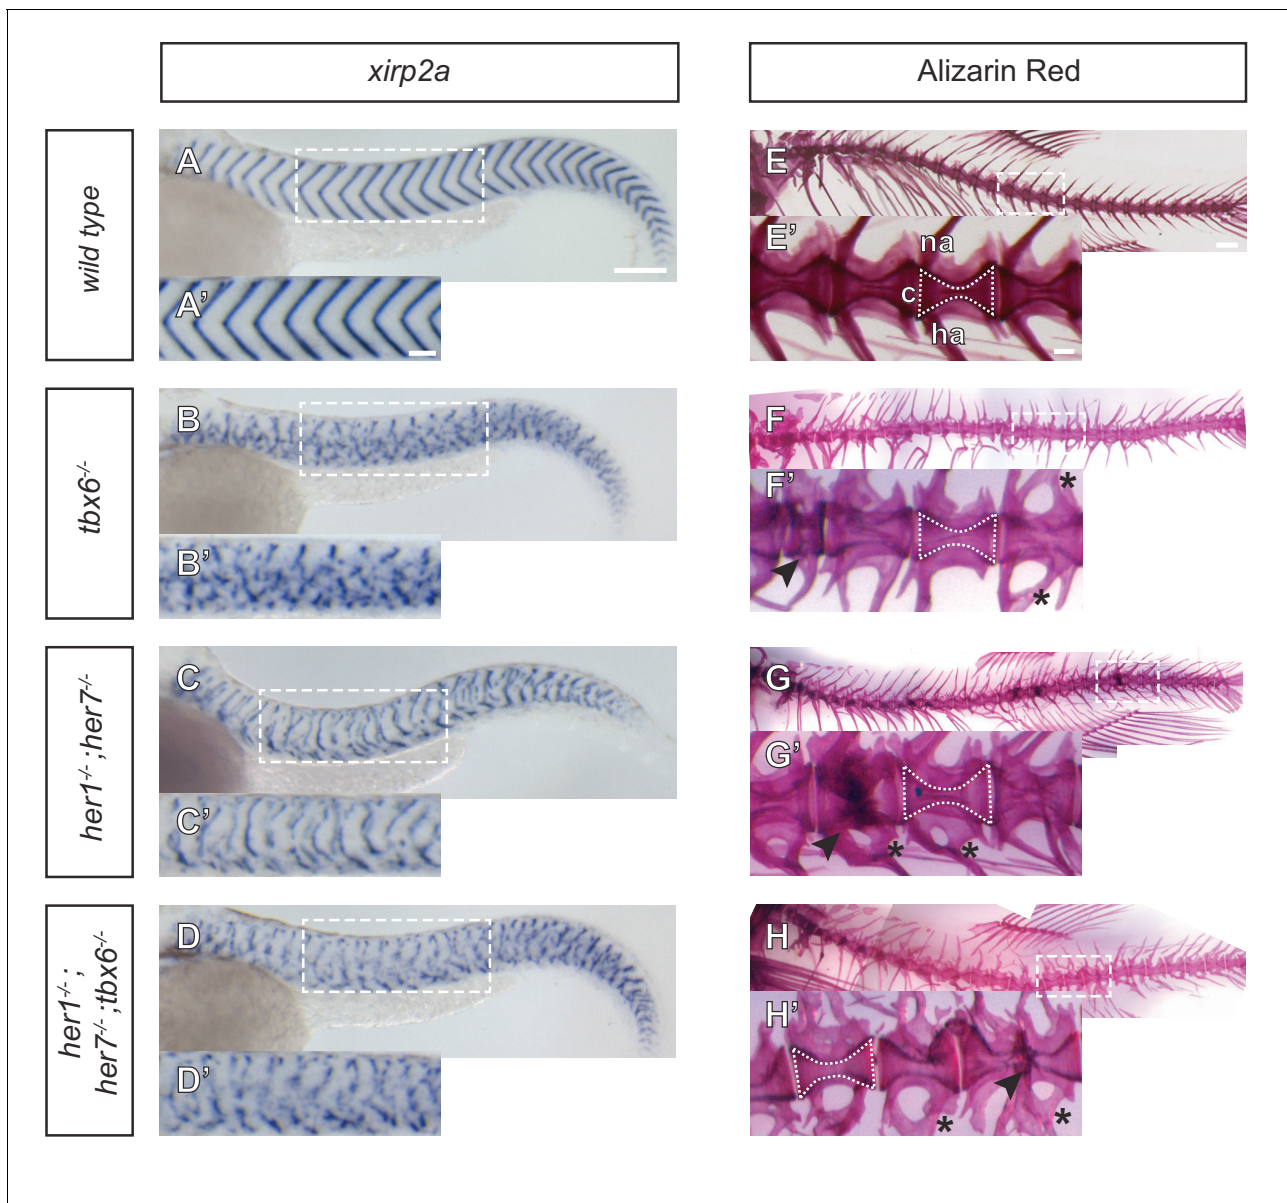 xirp2a
Alizarin Red
wild type
A
A’
E
E’
na
c
ha
tbx6-/-
B
B’
F
F’
*
*
her1-/-;her7-/-
C
C’
G
G’
*
*
her1-/-;
her7-/-;tbx6-/-
D
D’
H
H’
*
*